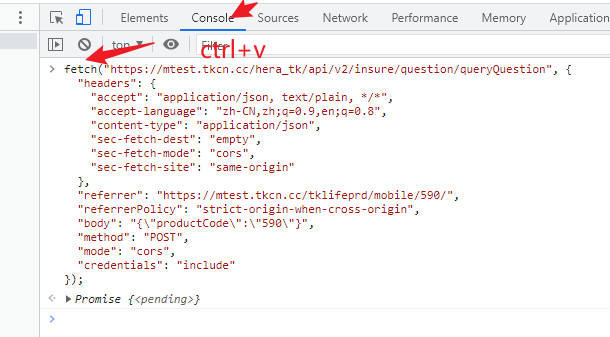 Elements Console Sources Network Performance Memory Application
top ctrl+v Filter
fetch("https://mtest.tkcn.cc/hera_tk/api/v2/insure/question/queryQuestion", {
"headers": {
"accept": "application/json, text/plain, */*",
"accept-language": "zh-CN,zh;q=0.9,en;q=0.8",
"content-type": "application/json",
"sec-fetch-dest": "empty",
"sec-fetch-mode": "cors",
"sec-fetch-site": "same-origin"
},
"referrer": "https://mtest.tkcn.cc/tklifeprd/mobile/590/",
"referrerPolicy": "strict-origin-when-cross-origin",
"body": "{\"productCode\":\"590\"}",
"method": "POST",
"mode": "cors",
"credentials": "include"
});
Promise {<pending>}